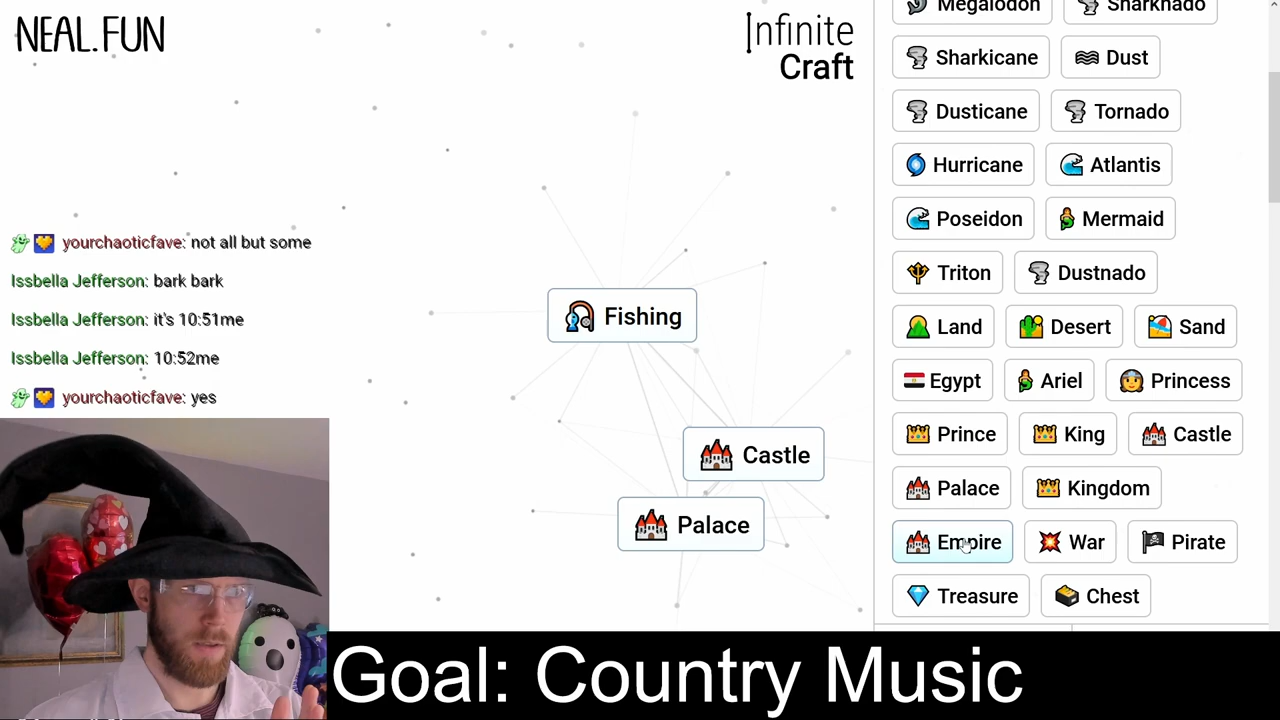 NEAL.FUN
Infinite
Craft
Megalodon
Sharknado
Sharkicane
Dust
Dusticane
Tornado
Hurricane
Atlantis
Poseidon
Mermaid
Triton
Dustnado
Land
Desert
Sand
Egypt
Ariel
Princess
Prince
King
Castle
Palace
Kingdom
Empire
War
Pirate
Treasure
Chest
Fishing
Castle
Palace
yourchaoticfave: not all but some
Issbella Jefferson: bark bark
Issbella Jefferson: it's 10:51me
Issbella Jefferson: 10:52me
yourchaoticfave: yes
Goal: Country Music